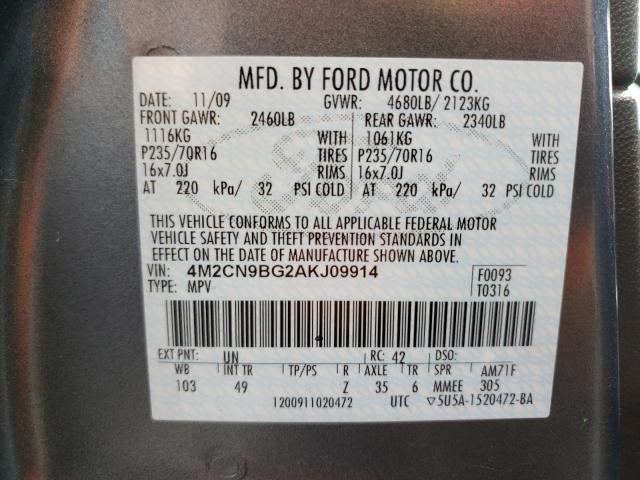 MFD. BY FORD MOTOR CO.
DATE: 11/09 GVWR: 4680LB/ 2123KG
FRONT GAWR: 2460LB REAR GAWR: 2340LB
1116KG WITH 1061KG WITH
P235/70R16 TIRES P235/70R16 TIRES
16x7.0J RIMS 16x7.0J RIMS
AT 220 kPa/ 32 PSI COLD AT 220 kPa/ 32 PSI COLD
THIS VEHICLE CONFORMS TO ALL APPLICABLE FEDERAL MOTOR
VEHICLE SAFETY AND THEFT PREVENTION STANDARDS IN
EFFECT ON THE DATE OF MANUFACTURE SHOWN ABOVE.
VIN: 4M2CN9BG2AKJ09914 F0093
TYPE: MPV T0316
EXT PNT: UN RC: 42 DSO:
WB INT TR TP/PS R AXLE TR SPR AM71F
103 49 Z 35 6 MMEE 305
1200911020472 UTC ▽5U5A-1520472-BA